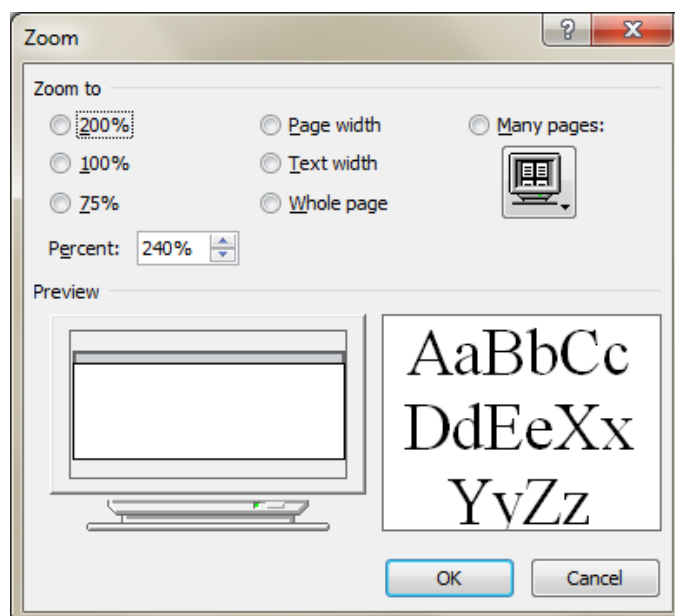 Zoom
Zoom to
200% Page width Many pages:
100% Text width
75% Whole page
Percent: 240%
Preview
AaBbCc
DdEeXx
YyZz
OK Cancel